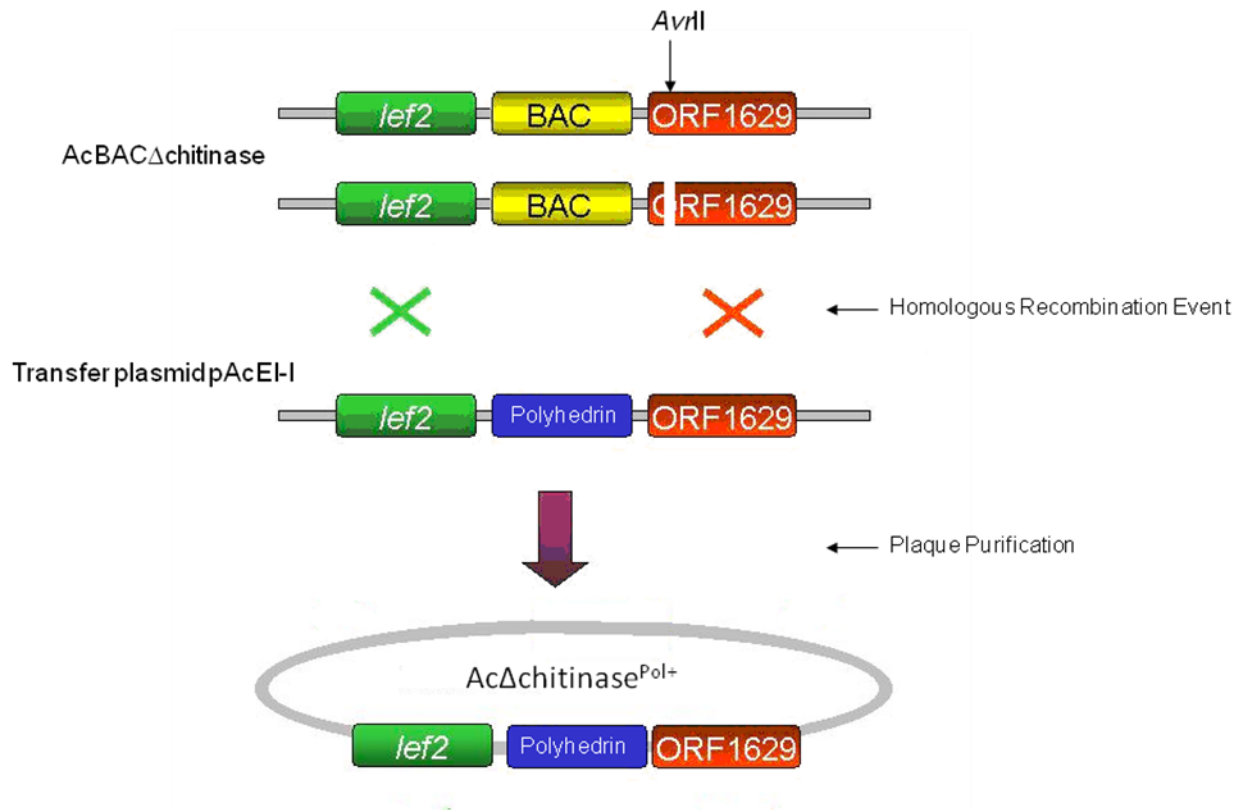 AvrII
lef2 BAC ORF1629
AcBACΔchitinase
lef2 BAC ORF1629
Homologous Recombination Event
Transfer plasmid pAcEI-I
lef2 Polyhedrin ORF1629
Plaque Purification
AcΔchitinasePol+
lef2 Polyhedrin ORF1629